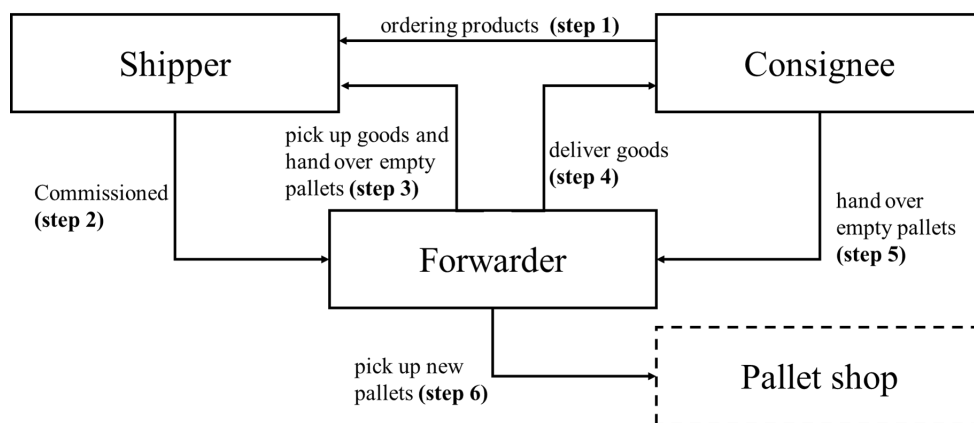 ordering products (step 1)
Shipper
Consignee
pick up goods and
hand over empty
pallets (step 3)
deliver goods
(step 4)
Commissioned
(step 2)
hand over
empty pallets
(step 5)
Forwarder
pick up new
pallets (step 6)
Pallet shop